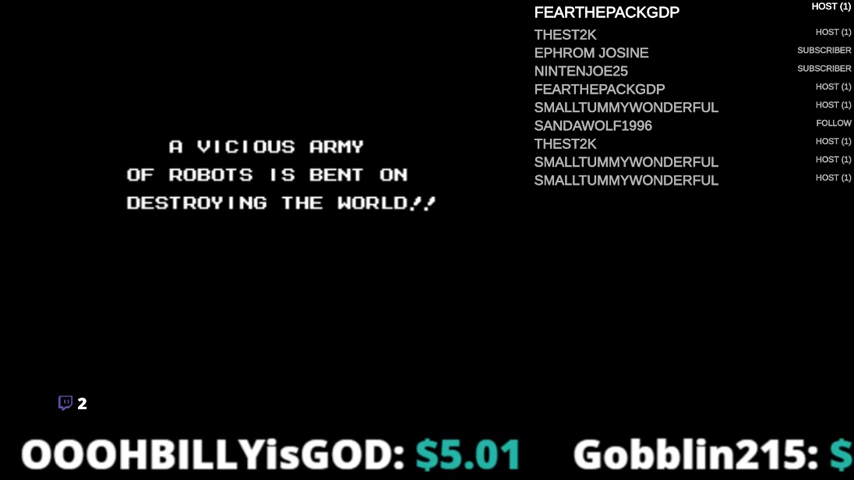 A VICIOUS ARMY
OF ROBOTS IS BENT ON
DESTROYING THE WORLD!!
FEARTHEPACKGDP HOST (1)
THEST2K HOST (1)
EPHROM JOSINE SUBSCRIBER
NINTENJOE25 SUBSCRIBER
FEARTHEPACKGDP HOST (1)
SMALLTUMMYWONDERFUL HOST (1)
SANDAWOLF1996 FOLLOW
THEST2K HOST (1)
SMALLTUMMYWONDERFUL HOST (1)
SMALLTUMMYWONDERFUL HOST (1)
2
OOOHBILLYisGOD: $5.01 Gobblin215: $